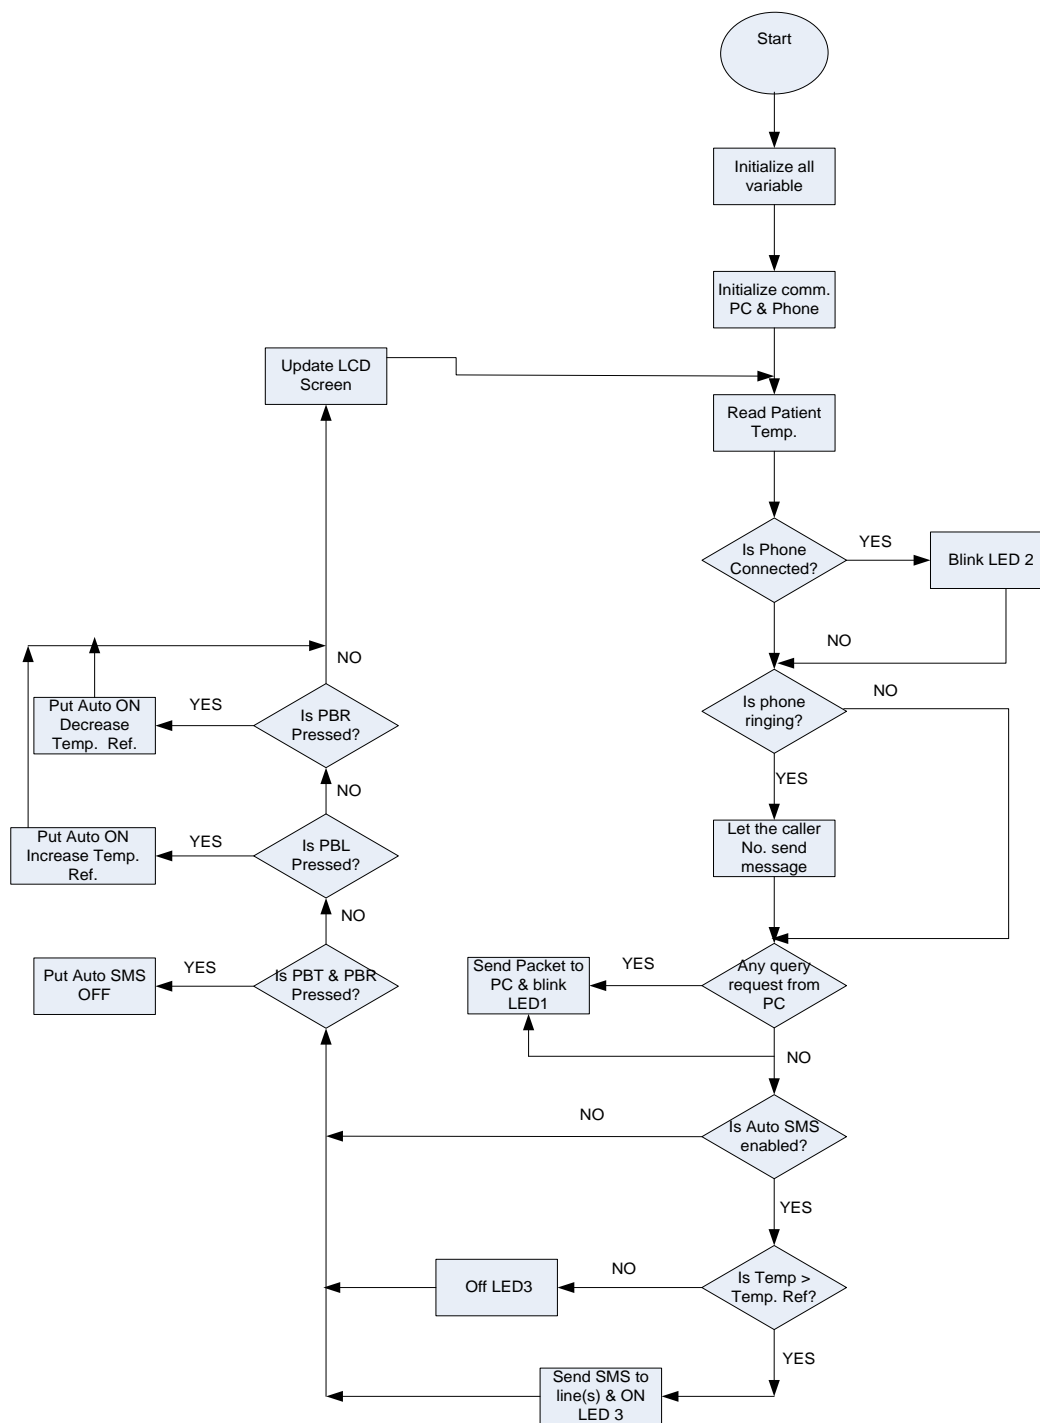 Start
Initialize all
variable
Initialize comm.
PC & Phone
Update LCD
Screen
Read Patient
Temp.
Is Phone
Connected?
YES
Blink LED 2
NO
Is phone
ringing?
NO
YES
Let the caller
No. send
message
Any query
request from
PC
YES
Send Packet to
PC & blink
LED1
NO
Is Auto SMS
enabled?
NO
YES
Is Temp >
Temp. Ref?
NO
Off LED3
YES
Send SMS to
line(s) & ON
LED 3
Is PBT & PBR
Pressed?
YES
Put Auto SMS
OFF
NO
Is PBL
Pressed?
YES
Put Auto ON
Increase Temp.
Ref.
NO
Is PBR
Pressed?
YES
Put Auto ON
Decrease
Temp. Ref.
NO